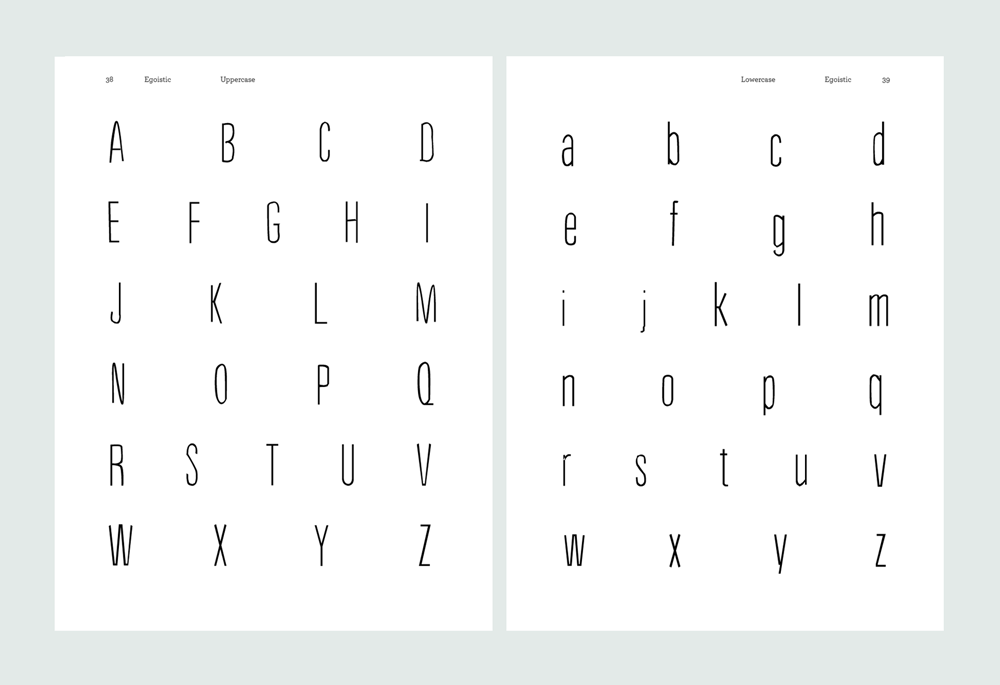 38 Egoistic Uppercase
A B C D
E F G H I
J K L M
N O P Q
R S T U V
W X Y Z
Lowercase Egoistic 39
a b c d
e f g h
i j k l m
n o p q
r s t u v
w x y z